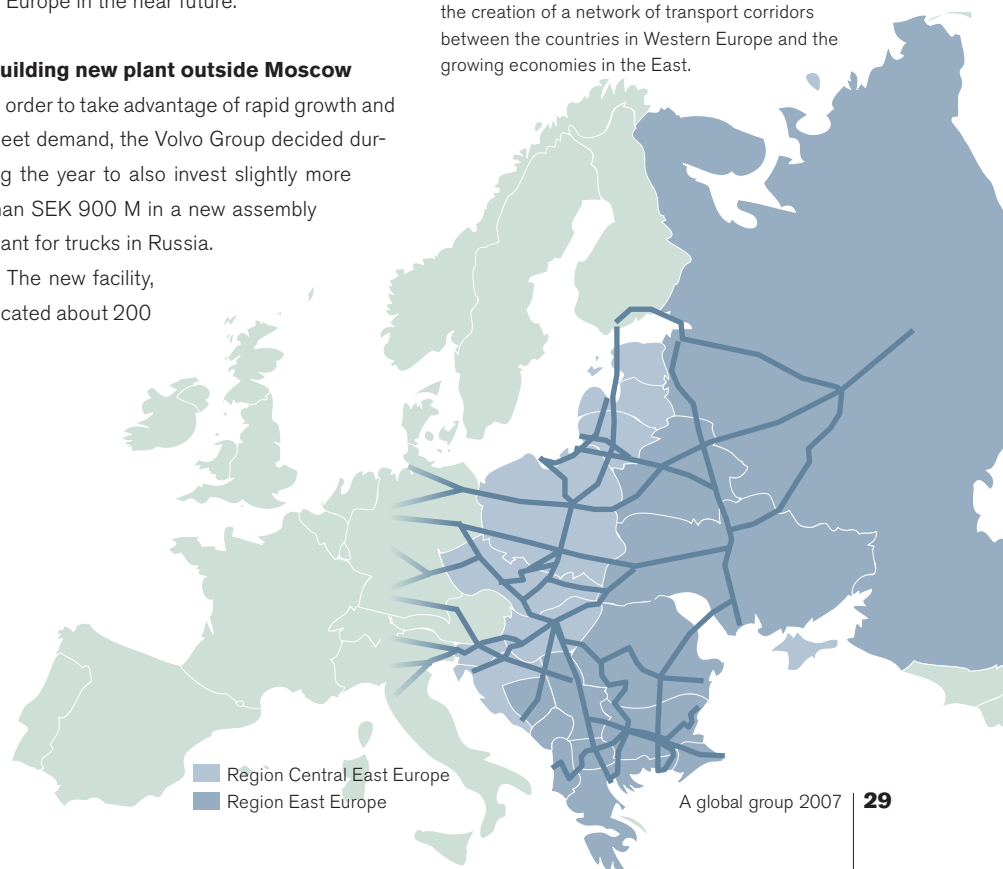 Europe in the near future.
uilding new plant outside Moscow
order to take advantage of rapid growth and
eet demand, the Volvo Group decided dur-
g the year to also invest slightly more
an SEK 900 M in a new assembly
ant for trucks in Russia.
The new facility,
cated about 200
the creation of a network of transport corridors
between the countries in Western Europe and the
growing economies in the East.
Region Central East Europe
Region East Europe
A global group 2007 29